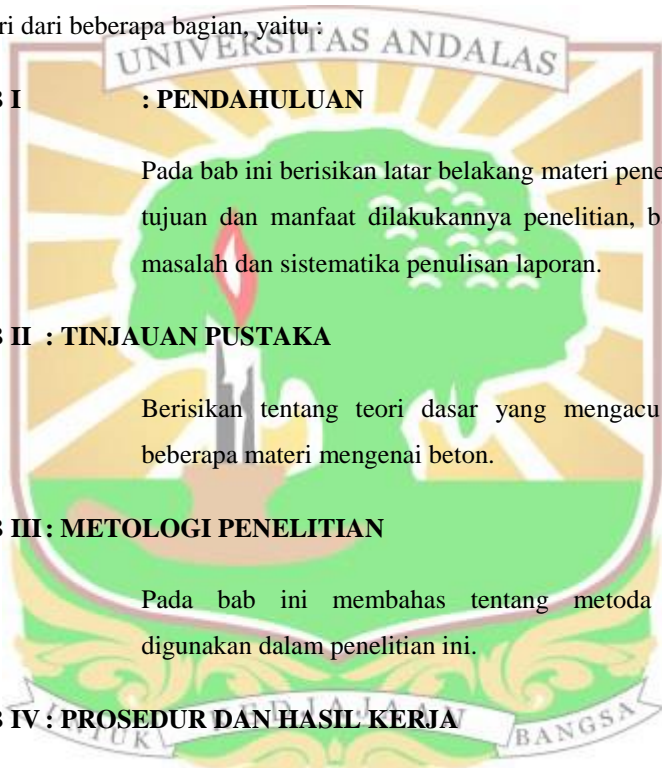 ri dari beberapa bagian, yaitu :
UNIVERSITAS ANDALAS
B I : PENDAHULUAN
Pada bab ini berisikan latar belakang materi pene
tujuan dan manfaat dilakukannya penelitian, b
masalah dan sistematika penulisan laporan.
B II : TINJAUAN PUSTAKA
Berisikan tentang teori dasar yang mengacu
beberapa materi mengenai beton.
B III : METOLOGI PENELITIAN
Pada bab ini membahas tentang metoda
digunakan dalam penelitian ini.
B IV : PROSEDUR DAN HASIL KERJA
UNTUK KEDJAJAAN BANGSA